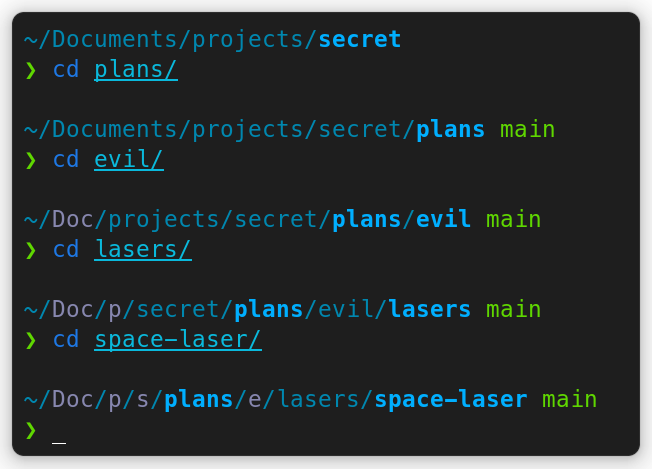 ~/Documents/projects/secret
❯ cd plans/
~/Documents/projects/secret/plans main
❯ cd evil/
~/Doc/projects/secret/plans/evil main
❯ cd lasers/
~/Doc/p/secret/plans/evil/lasers main
❯ cd space-laser/
~/Doc/p/s/plans/e/lasers/space-laser main
❯ _